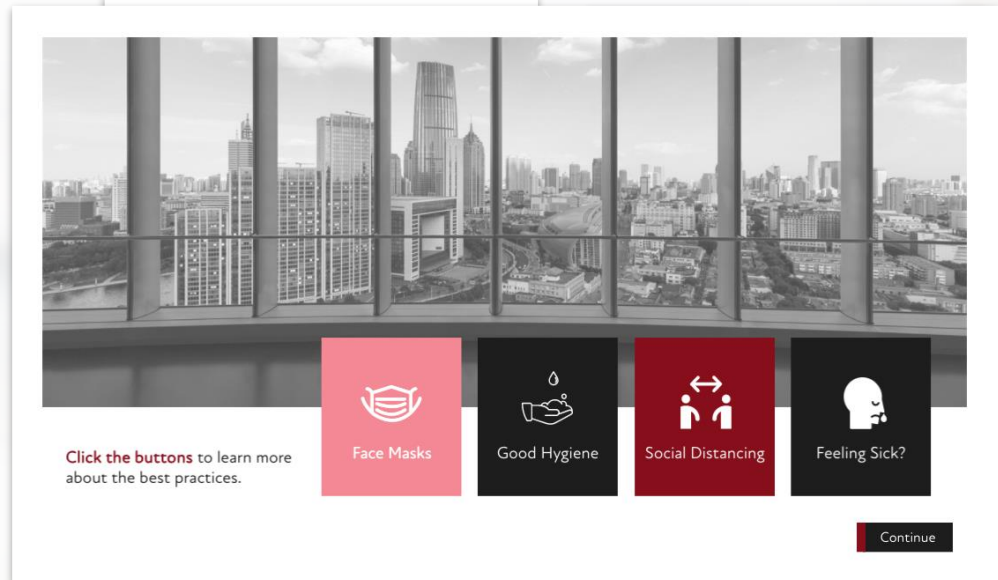 Click the buttons to learn more
about the best practices.
Face Masks
Good Hygiene
Social Distancing
Feeling Sick?
Continue